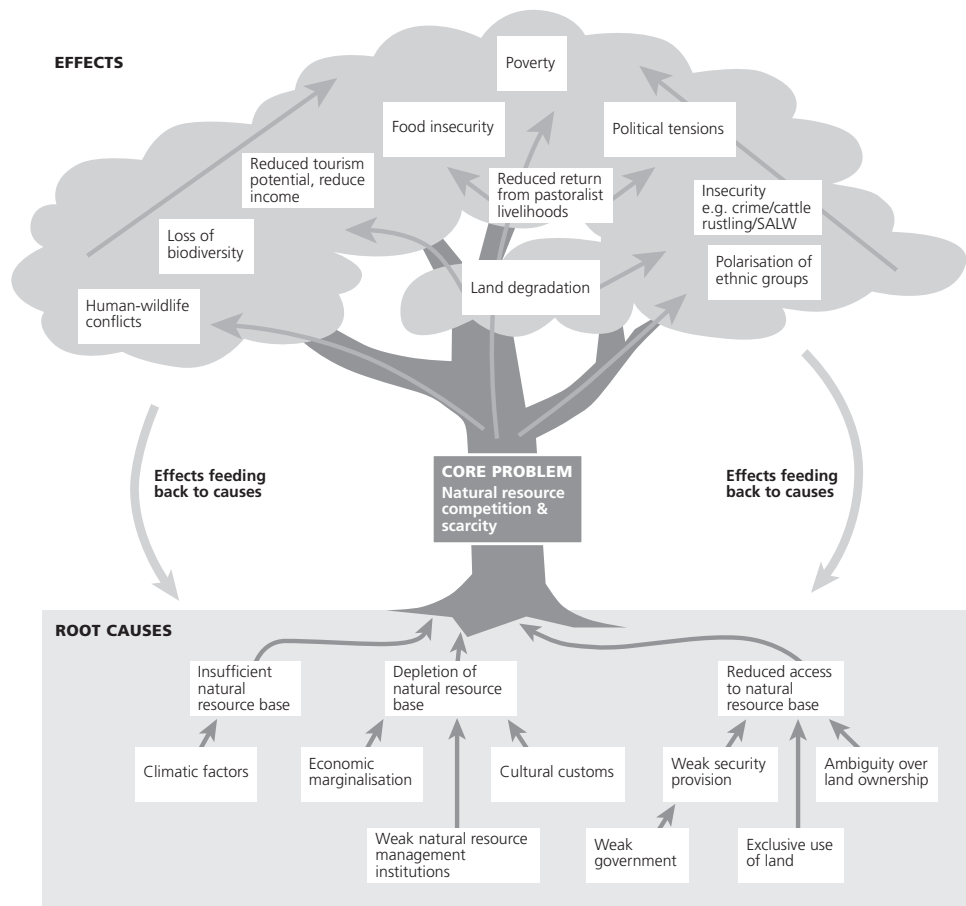 EFFECTS
Poverty
Food insecurity
Political tensions
Reduced tourism
potential, reduce
income
Reduced return
from pastoralist
livelihoods
Insecurity
e.g. crime/cattle
rustling/SALW
Loss of
biodiversity
Polarisation of
ethnic groups
Land degradation
Human-wildlife
conflicts
Effects feeding
back to causes
CORE PROBLEM
Natural resource
competition &
scarcity
Effects feeding
back to causes
ROOT CAUSES
Insufficient
natural
resource base
Depletion of
natural resource
base
Reduced access
to natural
resource base
Climatic factors
Economic
marginalisation
Cultural customs
Weak security
provision
Ambiguity over
land ownership
Weak natural resource
management
institutions
Weak
government
Exclusive use
of land